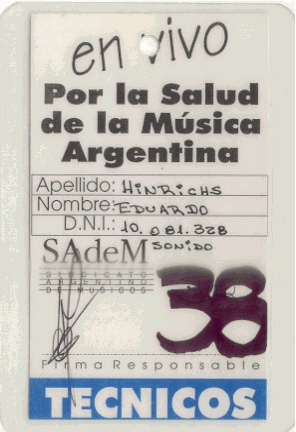 en vivo
Por la Salud
de la Música
Argentina
Apellido: HINRICHS
Nombre: EDUARDO
D.N.I.: 10.081.328
SAdeM SONIDO
SINDICATO
ARGENTINO
DE MUSICOS
38
Firma Responsable
TECNICOS